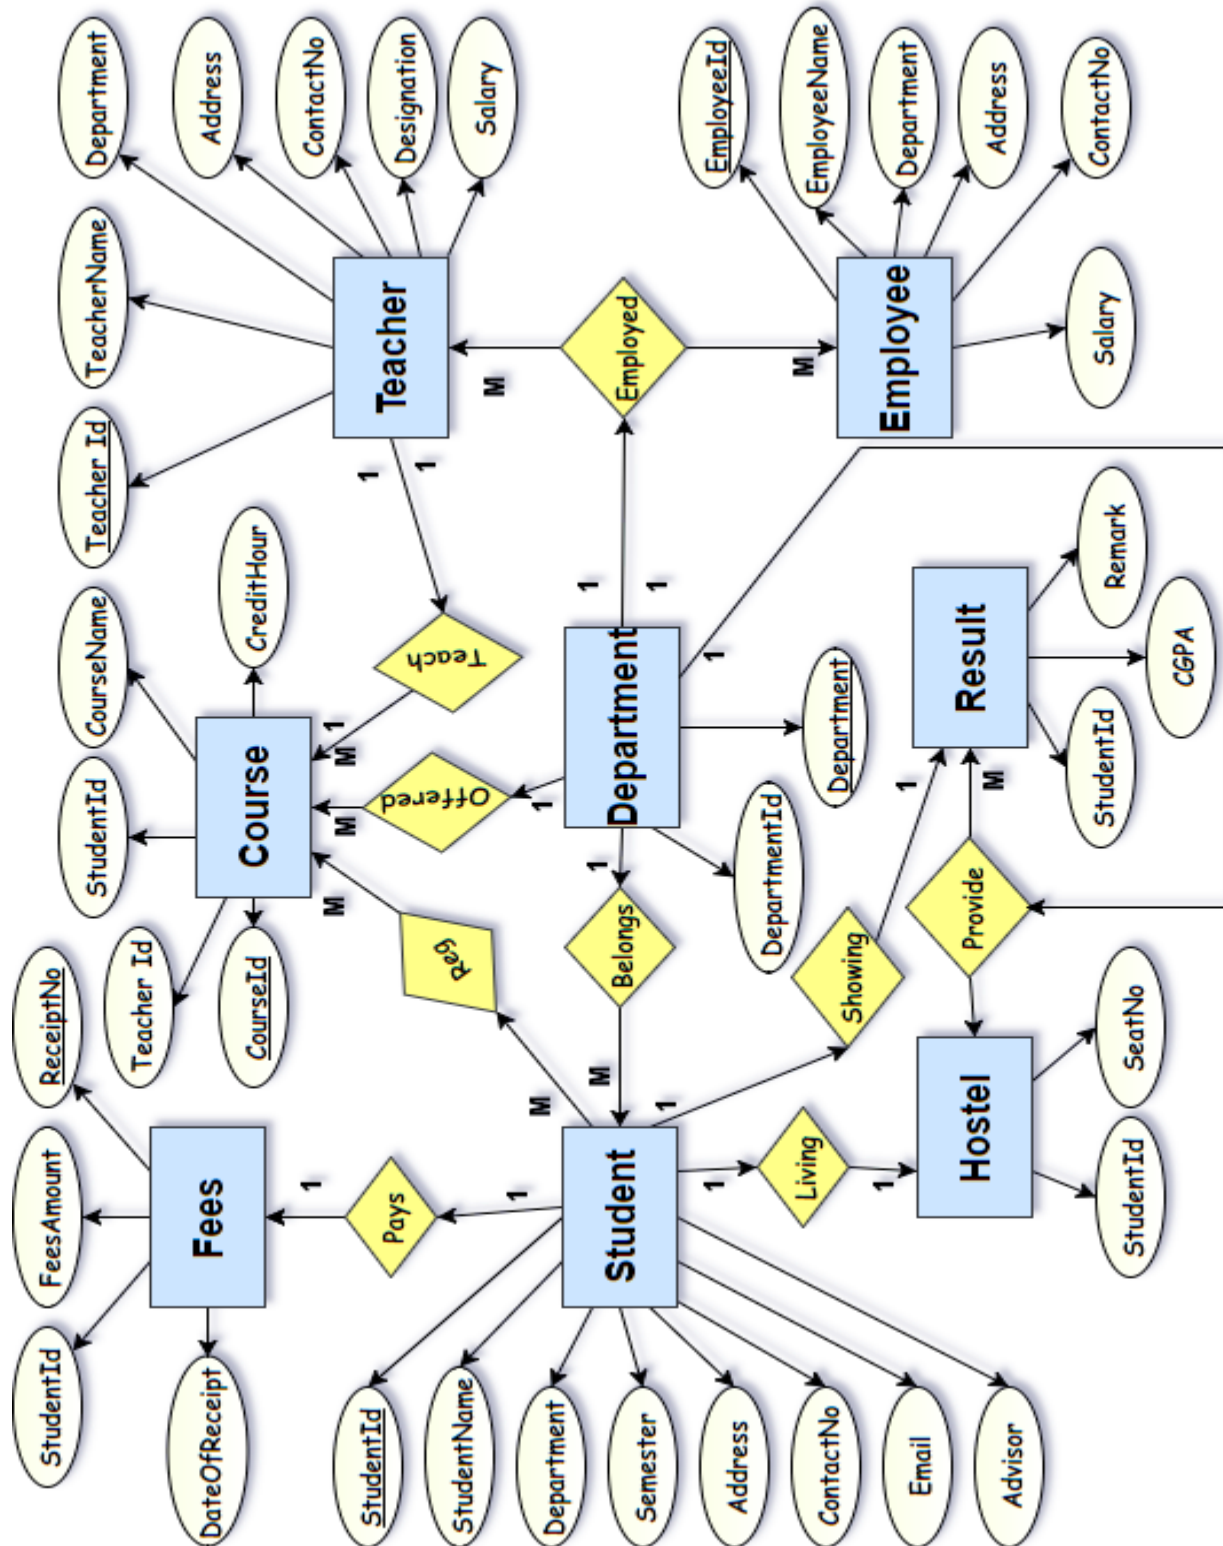 StudentId
FeesAmount
ReceiptNo
DateOfReceipt
Fees
Teacher Id
StudentId
CourseName
CourseId
CreditHour
Course
Teacher Id
TeacherName
Department
Address
ContactNo
Designation
Salary
Teacher
1
1
1
M
M
M
1
Pays
1
Reg
M
Offered
1
Teach
M
Employed
M
StudentId
StudentName
Department
Semester
Address
ContactNo
Email
Advisor
Student
M
Belongs
1
Department
1
1
1
DepartmentId
Department
EmployeeId
EmployeeName
Department
Address
ContactNo
Salary
Employee
1
Living
1
1
Showing
1
Provide
M
Hostel
StudentId
SeatNo
Result
StudentId
CGPA
Remark